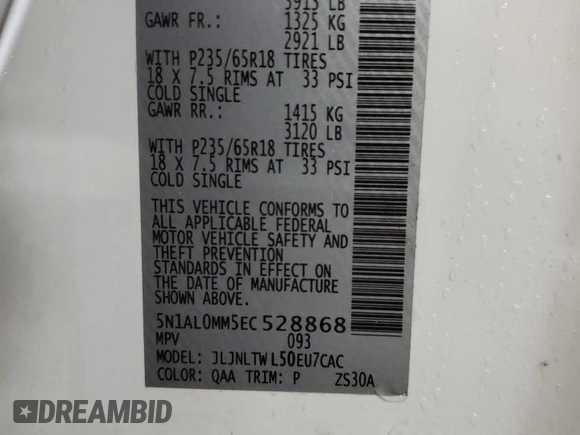 5915 LB
GAWR FR.: 1325 KG
2921 LB
WITH P235/65R18 TIRES
18 X 7.5 RIMS AT 33 PSI
COLD SINGLE
GAWR RR.: 1415 KG
3120 LB
WITH P235/65R18 TIRES
18 X 7.5 RIMS AT 33 PSI
COLD SINGLE
THIS VEHICLE CONFORMS TO
ALL APPLICABLE FEDERAL
MOTOR VEHICLE SAFETY AND
THEFT PREVENTION
STANDARDS IN EFFECT ON
THE DATE OF MANUFACTURE
SHOWN ABOVE.
5N1AL0MM5EC528868
MPV 093
MODEL: JLJNLTWL50EU7CAC
COLOR: QAA TRIM: P ZS30A
DREAMBID